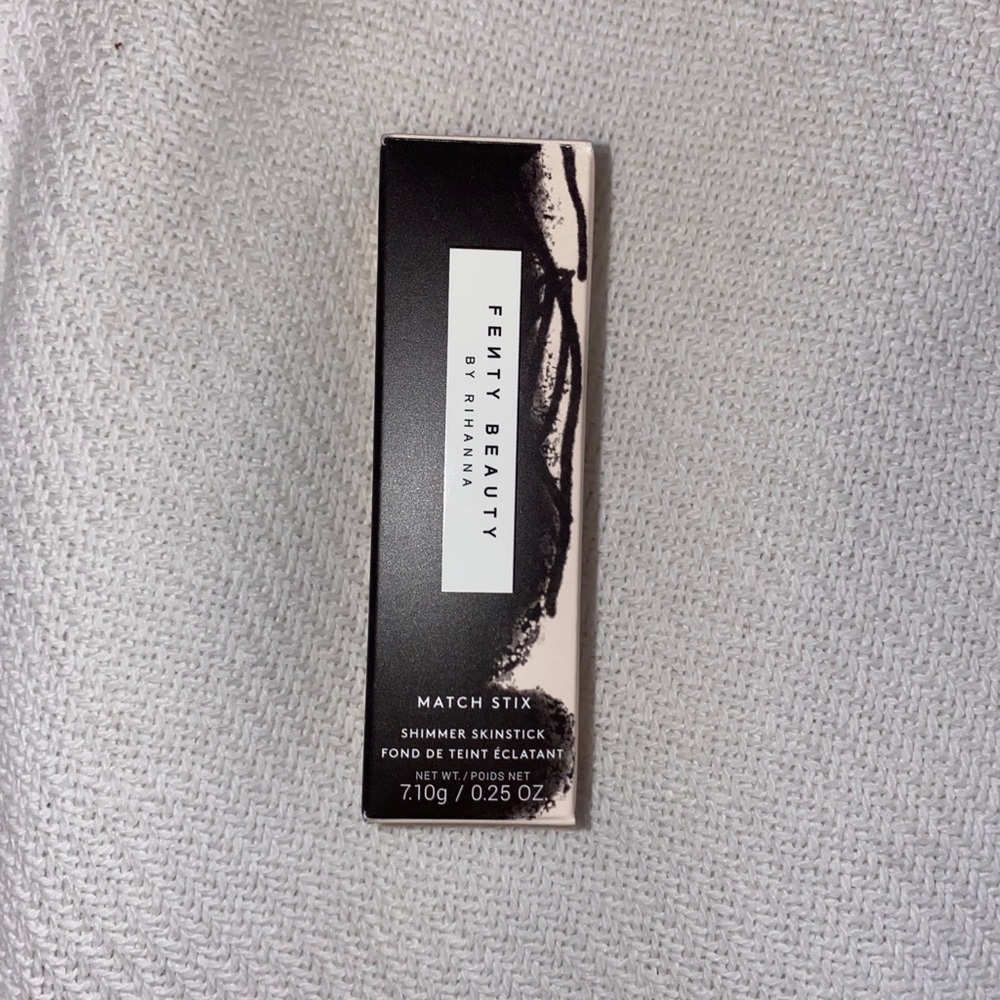 FENTY BEAUTY
BY RIHANNA
MATCH STIX
SHIMMER SKINSTICK
FOND DE TEINT ÉCLATANT
NET WT. / POIDS NET
7.10g / 0.25 OZ.